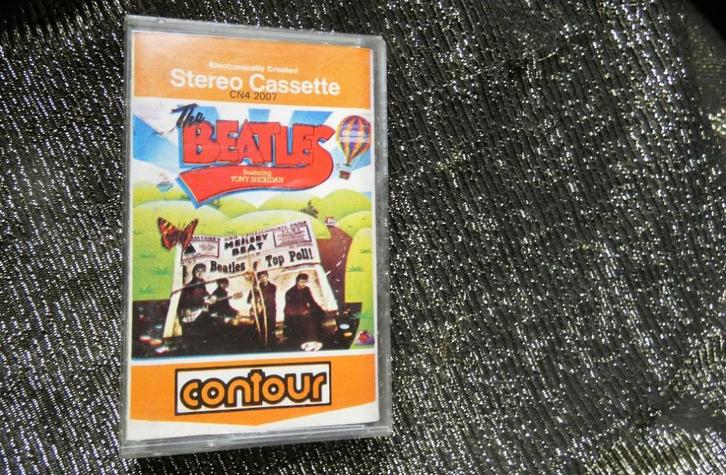 Electronically Created
Stereo Cassette
CN4 2007
The
BEATLES
Featuring
TONY SHERIDAN
MERSEY
BEAT
Beatles Top Poll!
contour